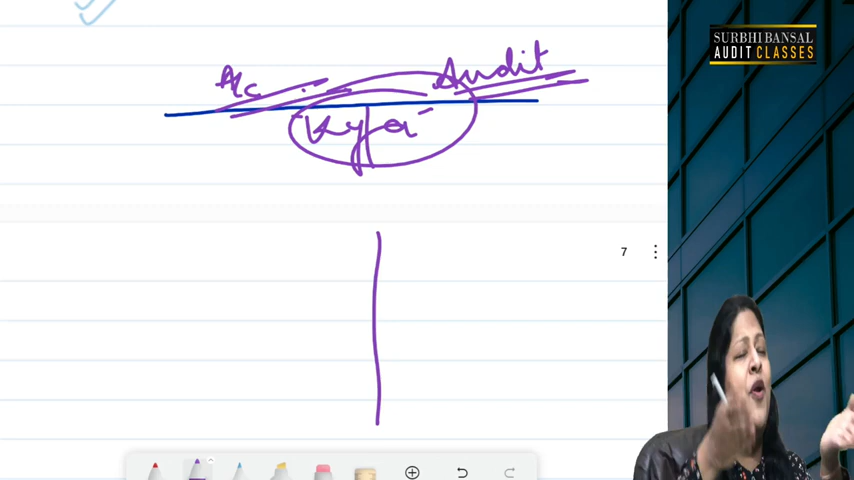 SURBHI BANSAL
AUDIT CLASSES
A/c Audit
Kya
7